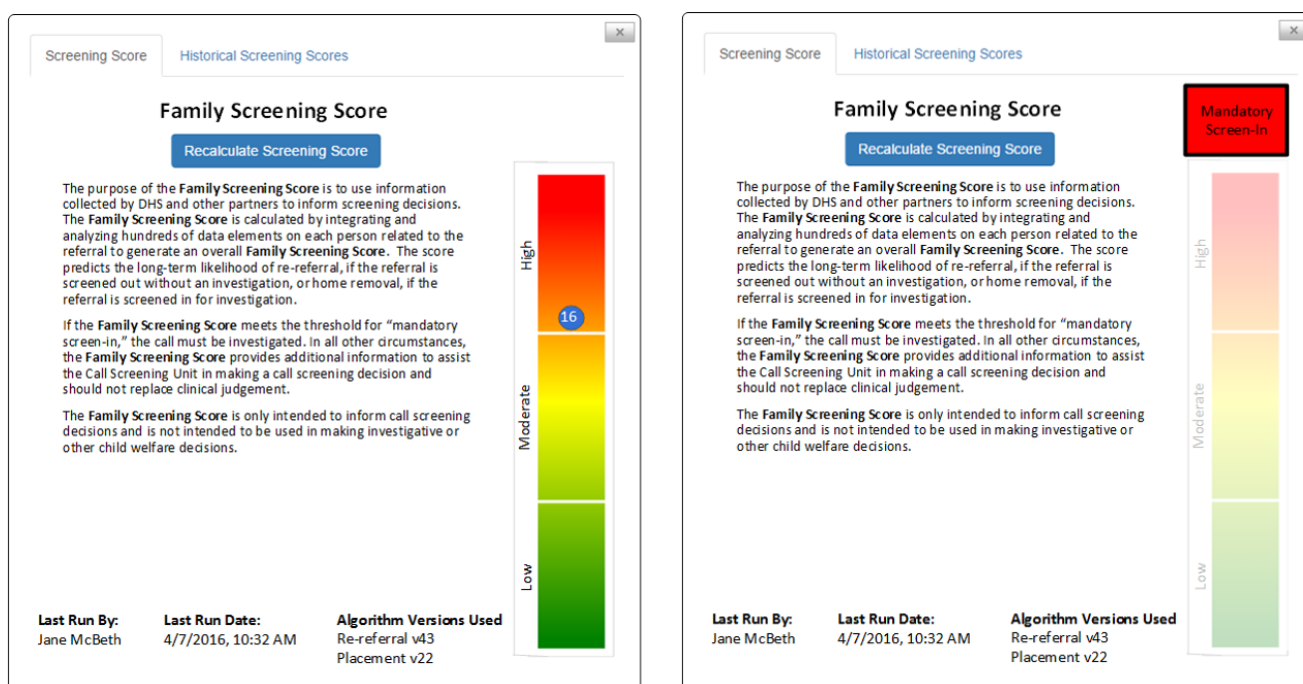 ×
Screening Score
Historical Screening Scores
Family Screening Score
Recalculate Screening Score
The purpose of the Family Screening Score is to use information
collected by DHS and other partners to inform screening decisions.
The Family Screening Score is calculated by integrating and
analyzing hundreds of data elements on each person related to the
referral to generate an overall Family Screening Score. The score
predicts the long-term likelihood of re-referral, if the referral is
screened out without an investigation, or home removal, if the
referral is screened in for investigation.
If the Family Screening Score meets the threshold for “mandatory
screen-in,” the call must be investigated. In all other circumstances,
the Family Screening Score provides additional information to assist
the Call Screening Unit in making a call screening decision and
should not replace clinical judgement.
The Family Screening Score is only intended to inform call screening
decisions and is not intended to be used in making investigative or
other child welfare decisions.
High
16
Moderate
Low
Last Run By:
Jane McBeth
Last Run Date:
4/7/2016, 10:32 AM
Algorithm Versions Used
Re-referral v43
Placement v22
×
Screening Score
Historical Screening Scores
Family Screening Score
Recalculate Screening Score
Mandatory
Screen-In
The purpose of the Family Screening Score is to use information
collected by DHS and other partners to inform screening decisions.
The Family Screening Score is calculated by integrating and
analyzing hundreds of data elements on each person related to the
referral to generate an overall Family Screening Score. The score
predicts the long-term likelihood of re-referral, if the referral is
screened out without an investigation, or home removal, if the
referral is screened in for investigation.
If the Family Screening Score meets the threshold for “mandatory
screen-in,” the call must be investigated. In all other circumstances,
the Family Screening Score provides additional information to assist
the Call Screening Unit in making a call screening decision and
should not replace clinical judgement.
The Family Screening Score is only intended to inform call screening
decisions and is not intended to be used in making investigative or
other child welfare decisions.
High
Moderate
Low
Last Run By:
Jane McBeth
Last Run Date:
4/7/2016, 10:32 AM
Algorithm Versions Used
Re-referral v43
Placement v22